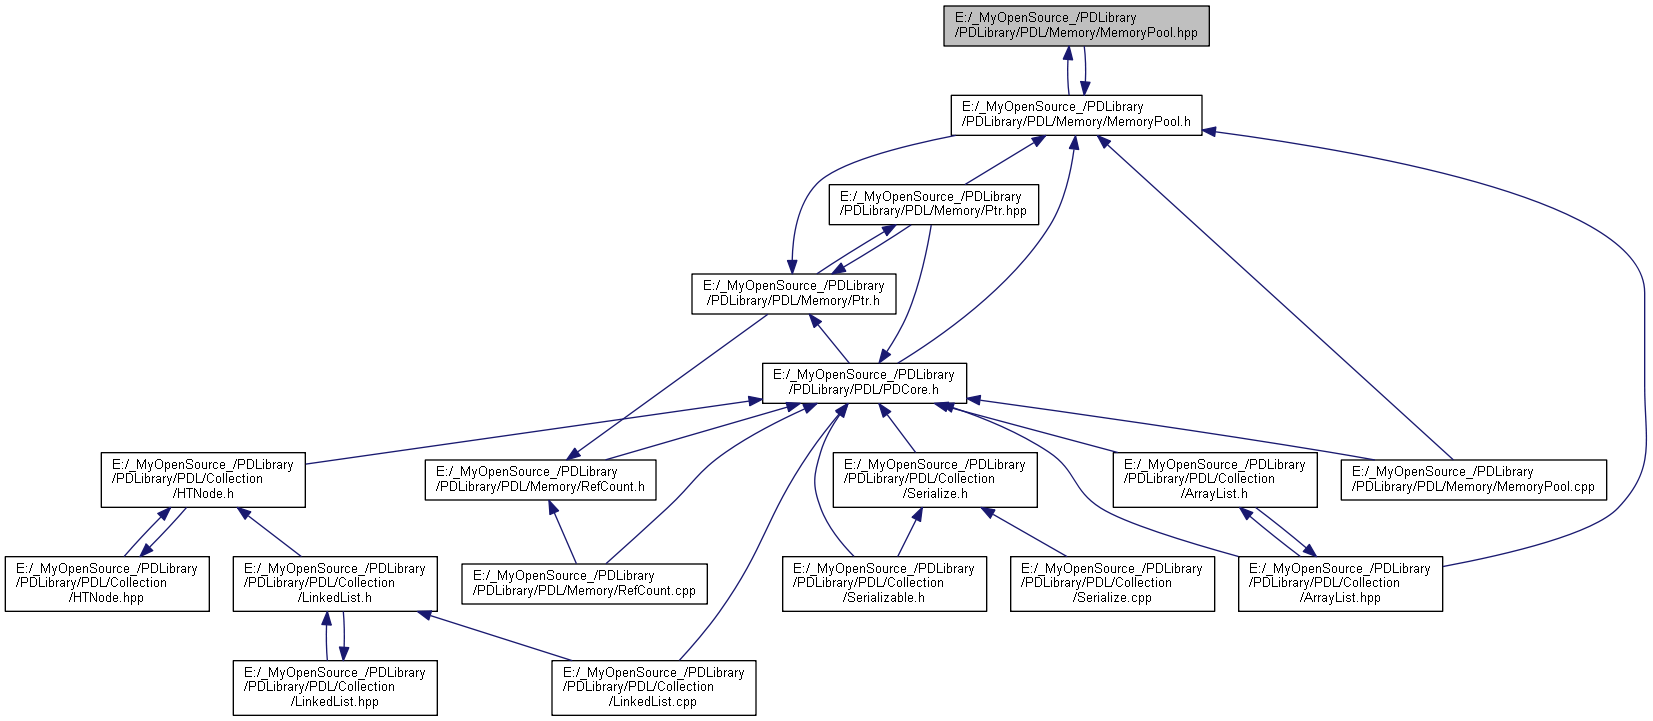 E:/_MyOpenSource_/PDLibrary
/PDLibrary/PDL/Memory/MemoryPool.hpp
E:/_MyOpenSource_/PDLibrary
/PDLibrary/PDL/Memory/MemoryPool.h
E:/_MyOpenSource_/PDLibrary
/PDLibrary/PDL/Memory/Ptr.hpp
E:/_MyOpenSource_/PDLibrary
/PDLibrary/PDL/Memory/Ptr.h
E:/_MyOpenSource_/PDLibrary
/PDLibrary/PDL/PDCore.h
E:/_MyOpenSource_/PDLibrary
/PDLibrary/PDL/Collection
/HTNode.h
E:/_MyOpenSource_/PDLibrary
/PDLibrary/PDL/Memory/RefCount.h
E:/_MyOpenSource_/PDLibrary
/PDLibrary/PDL/Collection
/Serialize.h
E:/_MyOpenSource_/PDLibrary
/PDLibrary/PDL/Collection
/ArrayList.h
E:/_MyOpenSource_/PDLibrary
/PDLibrary/PDL/Memory/MemoryPool.cpp
E:/_MyOpenSource_/PDLibrary
/PDLibrary/PDL/Collection
/HTNode.hpp
E:/_MyOpenSource_/PDLibrary
/PDLibrary/PDL/Collection
/LinkedList.h
E:/_MyOpenSource_/PDLibrary
/PDLibrary/PDL/Memory/RefCount.cpp
E:/_MyOpenSource_/PDLibrary
/PDLibrary/PDL/Collection
/Serializable.h
E:/_MyOpenSource_/PDLibrary
/PDLibrary/PDL/Collection
/Serialize.cpp
E:/_MyOpenSource_/PDLibrary
/PDLibrary/PDL/Collection
/ArrayList.hpp
E:/_MyOpenSource_/PDLibrary
/PDLibrary/PDL/Collection
/LinkedList.hpp
E:/_MyOpenSource_/PDLibrary
/PDLibrary/PDL/Collection
/LinkedList.cpp